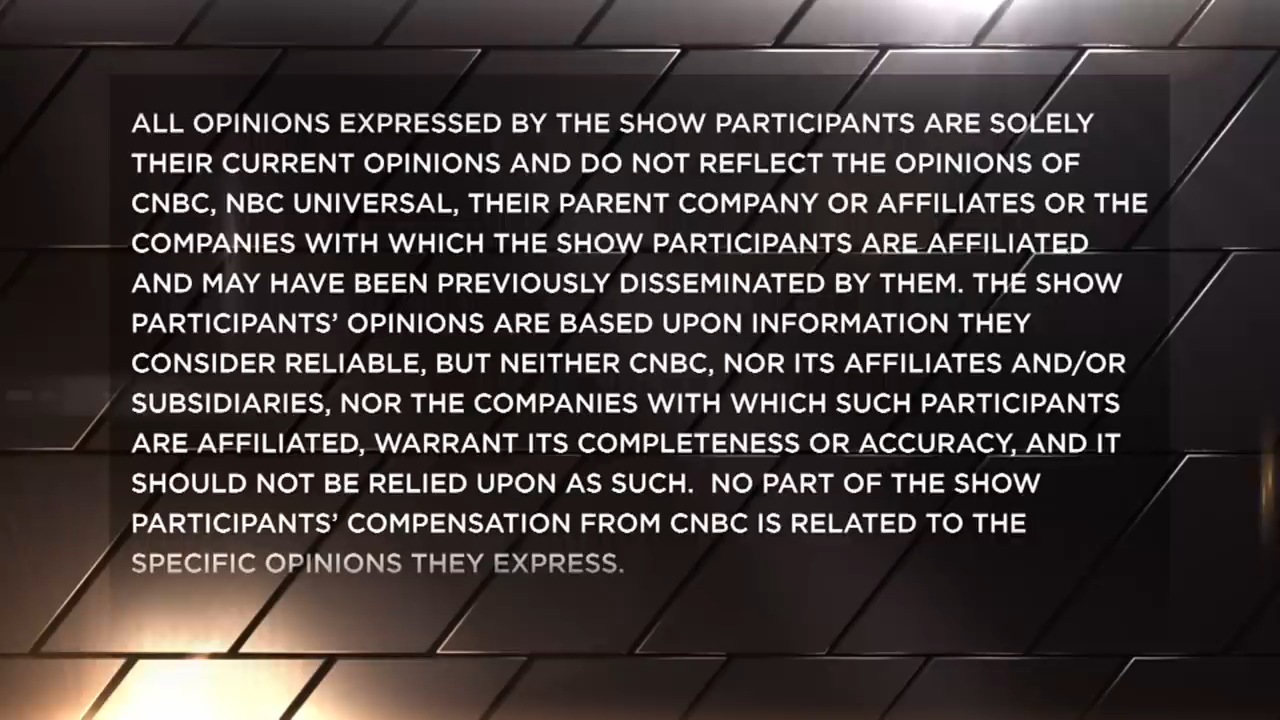 ALL OPINIONS EXPRESSED BY THE SHOW PARTICIPANTS ARE SOLELY
THEIR CURRENT OPINIONS AND DO NOT REFLECT THE OPINIONS OF
CNBC, NBC UNIVERSAL, THEIR PARENT COMPANY OR AFFILIATES OR THE
COMPANIES WITH WHICH THE SHOW PARTICIPANTS ARE AFFILIATED
AND MAY HAVE BEEN PREVIOUSLY DISSEMINATED BY THEM. THE SHOW
PARTICIPANTS’ OPINIONS ARE BASED UPON INFORMATION THEY
CONSIDER RELIABLE, BUT NEITHER CNBC, NOR ITS AFFILIATES AND/OR
SUBSIDIARIES, NOR THE COMPANIES WITH WHICH SUCH PARTICIPANTS
ARE AFFILIATED, WARRANT ITS COMPLETENESS OR ACCURACY, AND IT
SHOULD NOT BE RELIED UPON AS SUCH.  NO PART OF THE SHOW
PARTICIPANTS’ COMPENSATION FROM CNBC IS RELATED TO THE
SPECIFIC OPINIONS THEY EXPRESS.